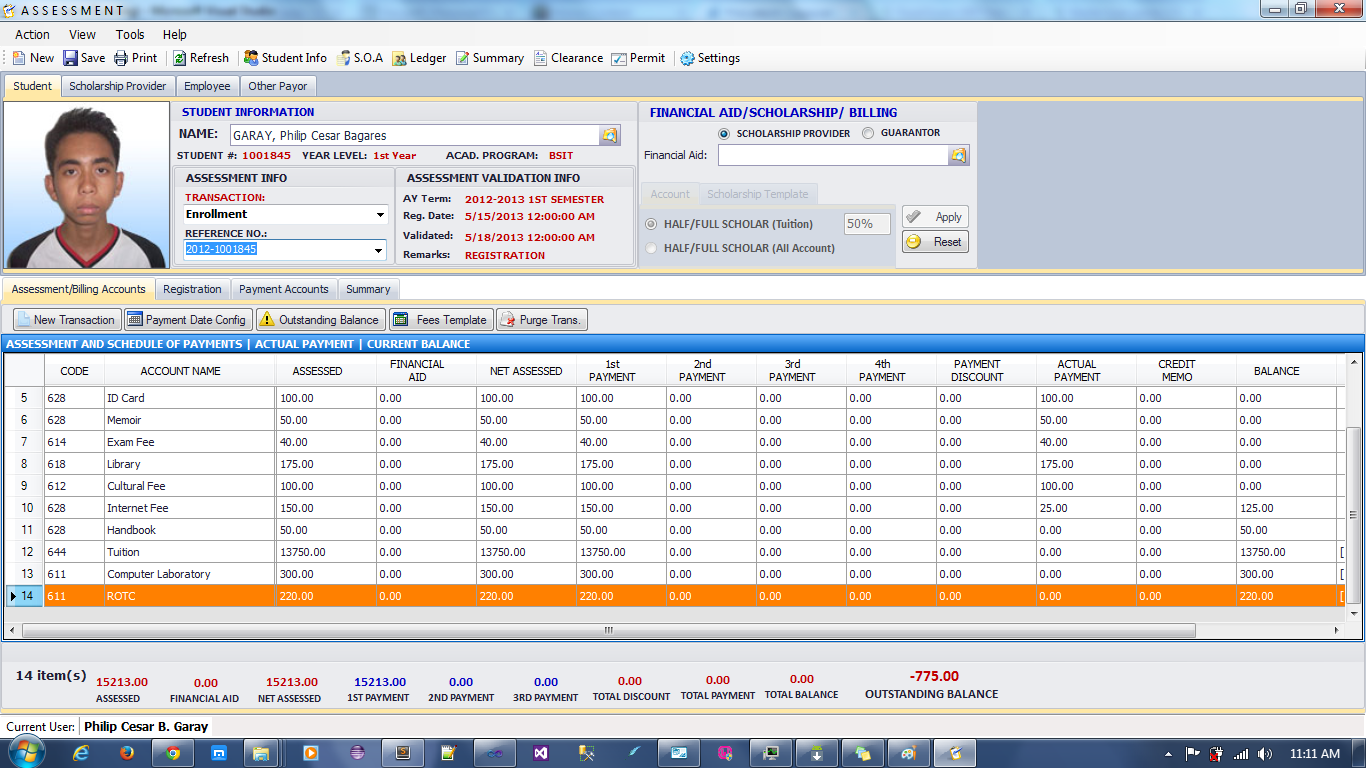 ASSESSMENT
Action View Tools Help
New Save Print Refresh Student Info S.O.A Ledger Summary Clearance Permit Settings
Student Scholarship Provider Employee Other Payor
STUDENT INFORMATION
NAME: GARAY, Philip Cesar Bagares
STUDENT #: 1001845 YEAR LEVEL: 1st Year ACAD. PROGRAM: BSIT
ASSESSMENT INFO
TRANSACTION:
Enrollment
REFERENCE NO.:
2012-1001845
ASSESSMENT VALIDATION INFO
AY Term: 2012-2013 1ST SEMESTER
Reg. Date: 5/15/2013 12:00:00 AM
Validated: 5/18/2013 12:00:00 AM
Remarks: REGISTRATION
FINANCIAL AID/SCHOLARSHIP/ BILLING
SCHOLARSHIP PROVIDER GUARANTOR
Financial Aid:
Account Scholarship Template
HALF/FULL SCHOLAR (Tuition) 50%
HALF/FULL SCHOLAR (All Account)
Apply
Reset
Assessment/Billing Accounts Registration Payment Accounts Summary
New Transaction Payment Date Config Outstanding Balance Fees Template Purge Trans.
ASSESSMENT AND SCHEDULE OF PAYMENTS | ACTUAL PAYMENT | CURRENT BALANCE
CODE ACCOUNT NAME ASSESSED FINANCIAL AID NET ASSESSED 1st PAYMENT 2nd PAYMENT 3rd PAYMENT 4th PAYMENT PAYMENT DISCOUNT ACTUAL PAYMENT CREDIT MEMO BALANCE
5 628 ID Card 100.00 0.00 100.00 100.00 0.00 0.00 0.00 0.00 100.00 0.00 0.00
6 628 Memoir 50.00 0.00 50.00 50.00 0.00 0.00 0.00 0.00 50.00 0.00 0.00
7 614 Exam Fee 40.00 0.00 40.00 40.00 0.00 0.00 0.00 0.00 40.00 0.00 0.00
8 618 Library 175.00 0.00 175.00 175.00 0.00 0.00 0.00 0.00 175.00 0.00 0.00
9 612 Cultural Fee 100.00 0.00 100.00 100.00 0.00 0.00 0.00 0.00 100.00 0.00 0.00
10 628 Internet Fee 150.00 0.00 150.00 150.00 0.00 0.00 0.00 0.00 25.00 0.00 125.00
11 628 Handbook 50.00 0.00 50.00 50.00 0.00 0.00 0.00 0.00 0.00 0.00 50.00
12 644 Tuition 13750.00 0.00 13750.00 13750.00 0.00 0.00 0.00 0.00 0.00 0.00 13750.00 [
13 611 Computer Laboratory 300.00 0.00 300.00 300.00 0.00 0.00 0.00 0.00 0.00 0.00 300.00 [
14 611 ROTC 220.00 0.00 220.00 220.00 0.00 0.00 0.00 0.00 0.00 0.00 220.00 [
14 item(s) 15213.00 0.00 15213.00 15213.00 0.00 0.00 0.00 0.00 0.00 -775.00
ASSESSED FINANCIAL AID NET ASSESSED 1ST PAYMENT 2ND PAYMENT 3RD PAYMENT TOTAL DISCOUNT TOTAL PAYMENT TOTAL BALANCE OUTSTANDING BALANCE
Current User: Philip Cesar B. Garay
11:11 AM